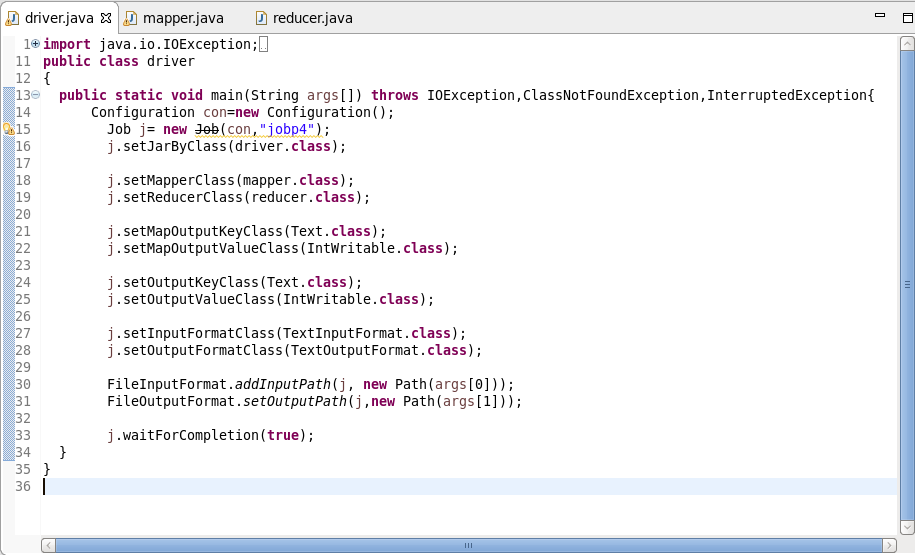 driver.java mapper.java reducer.java
1 import java.io.IOException;
11 public class driver
12 {
13 public static void main(String args[]) throws IOException,ClassNotFoundException,InterruptedException{
14 Configuration con=new Configuration();
15 Job j= new Job(con,"jobp4");
16 j.setJarByClass(driver.class);
17
18 j.setMapperClass(mapper.class);
19 j.setReducerClass(reducer.class);
20
21 j.setMapOutputKeyClass(Text.class);
22 j.setMapOutputValueClass(IntWritable.class);
23
24 j.setOutputKeyClass(Text.class);
25 j.setOutputValueClass(IntWritable.class);
26
27 j.setInputFormatClass(TextInputFormat.class);
28 j.setOutputFormatClass(TextOutputFormat.class);
29
30 FileInputFormat.addInputPath(j, new Path(args[0]));
31 FileOutputFormat.setOutputPath(j,new Path(args[1]));
32
33 j.waitForCompletion(true);
34 }
35 }
36